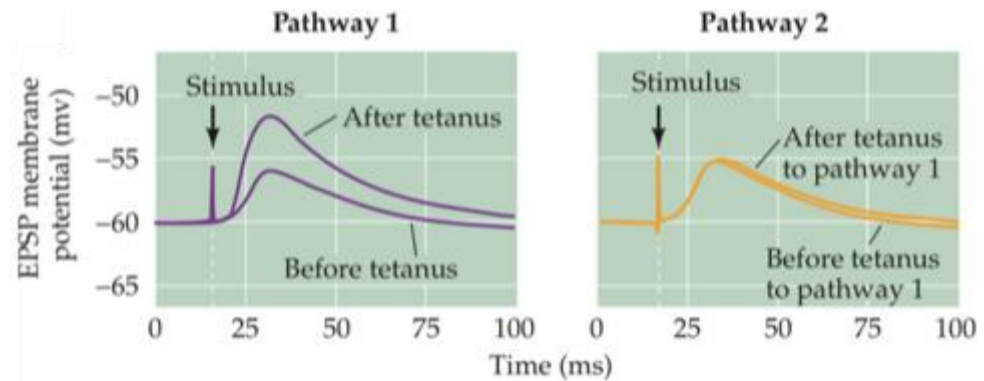 Pathway 1
Pathway 2
EPSP membrane
potential (mv)
−50
−55
−60
−65
Stimulus
After tetanus
Before tetanus
0 25 50 75 100
Stimulus
After tetanus
to pathway 1
Before tetanus
to pathway 1
0 25 50 75 100
Time (ms)